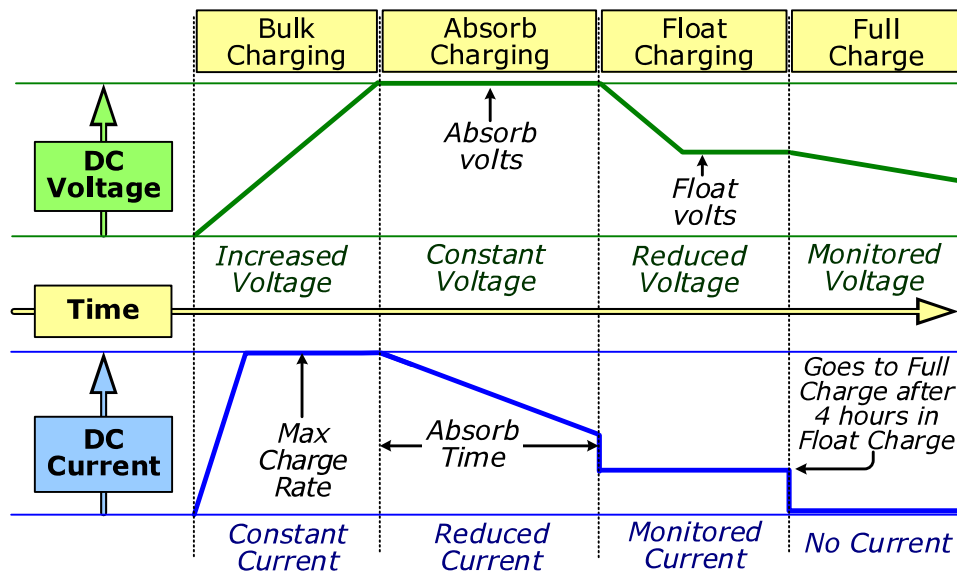 Bulk
Charging
Absorb
Charging
Float
Charging
Full
Charge
DC
Voltage
Absorb
volts
Float
volts
Increased
Voltage
Constant
Voltage
Reduced
Voltage
Monitored
Voltage
Time
DC
Current
Max
Charge
Rate
Absorb
Time
Goes to Full
Charge after
4 hours in
Float Charge
Constant
Current
Reduced
Current
Monitored
Current
No Current